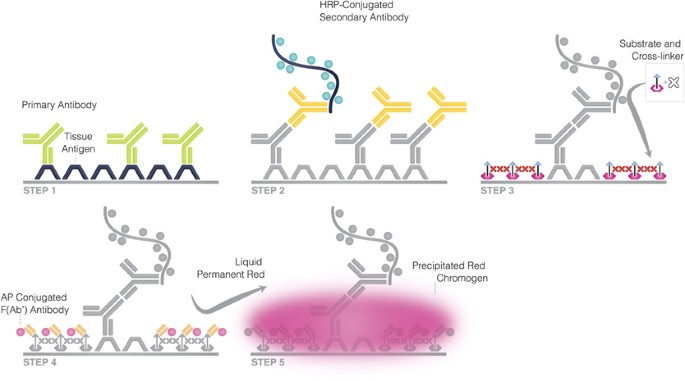 HRP-Conjugated
Secondary Antibody
Substrate and
Cross-linker
Primary Antibody
Tissue
Antigen
STEP 1
STEP 2
STEP 3
Liquid
Permanent Red
Precipitated Red
Chromogen
AP Conjugated
F(Ab') Antibody
STEP 4
STEP 5